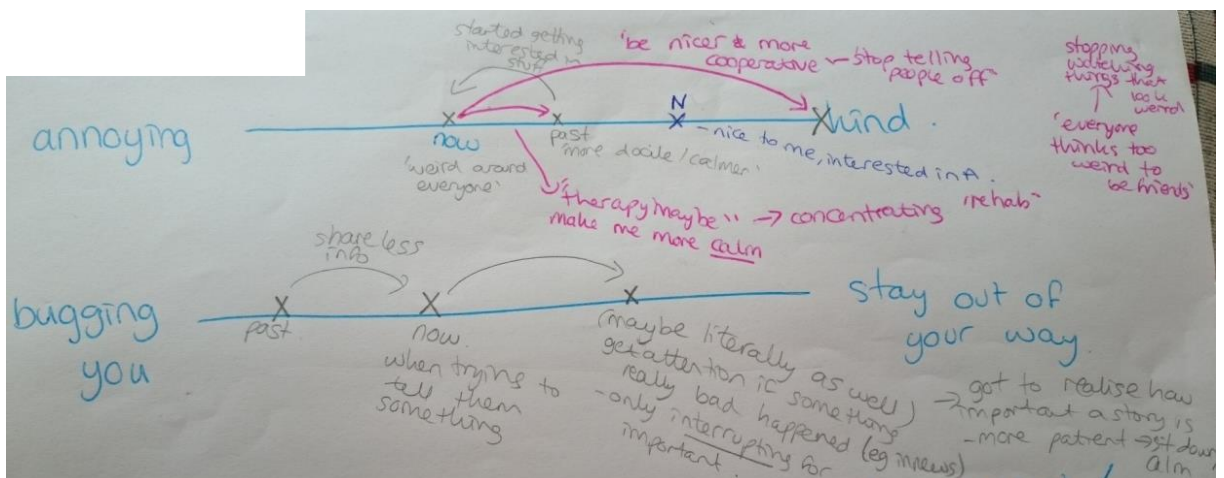 started getting
interested in
stuff
'be nicer & more
cooperative - stop telling
people off'
stopping
watching
things that
look
weird
'everyone
thinks too
weird to
be friends'
annoying
now
'weird around
everyone'
past
'more docile/calmer'
N
- nice to me, interested in A.
kind.
"therapy maybe" → concentrating 'rehab'
make me more calm
share less
info
bugging
you
past
now.
when trying to
tell them
something
(maybe literally as well)
get attention if something
really bad happened (eg in news)
- only interrupting for
important.
stay out of
your way
→ got to realise how
important a story is
- more patient → sit down
calm